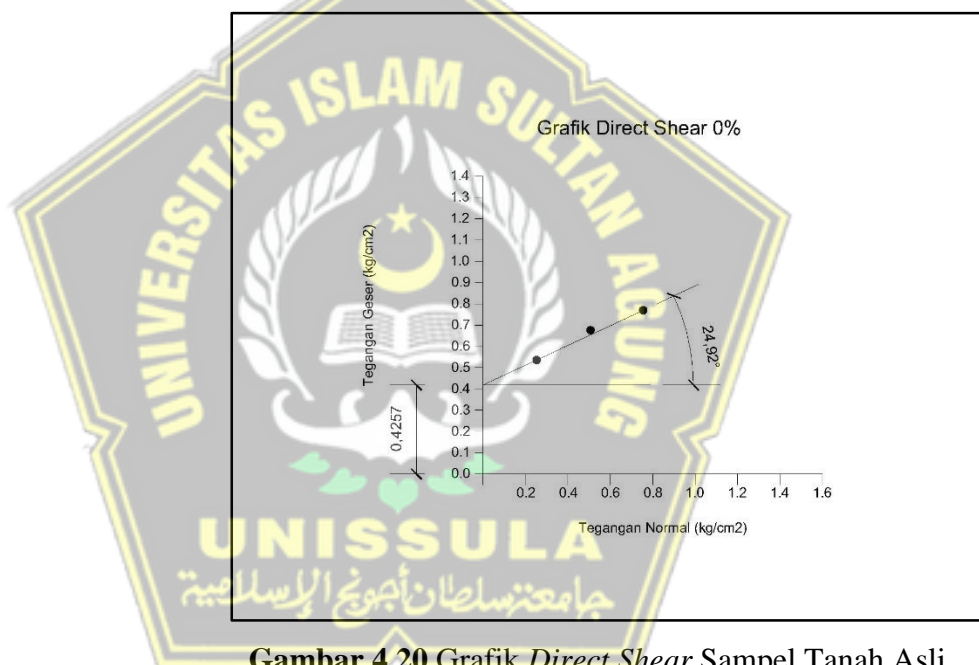 UNIVERSITAS ISLAM SULTAN AGUNG
Grafik Direct Shear 0%
Tegangan Geser (kg/cm2)
1.4
1.3
1.2
1.1
1.0
0.9
0.8
0.7
0.6
0.5
0.4
0.3
0.2
0.1
0.0
0,4257
24,92°
0.2 0.4 0.6 0.8 1.0 1.2 1.4 1.6
Tegangan Normal (kg/cm2)
UNISSULA
جامعتنسلطان أجونج الإسلامية
Gambar 4.20 Grafik Direct Shear Sampel Tanah Asli